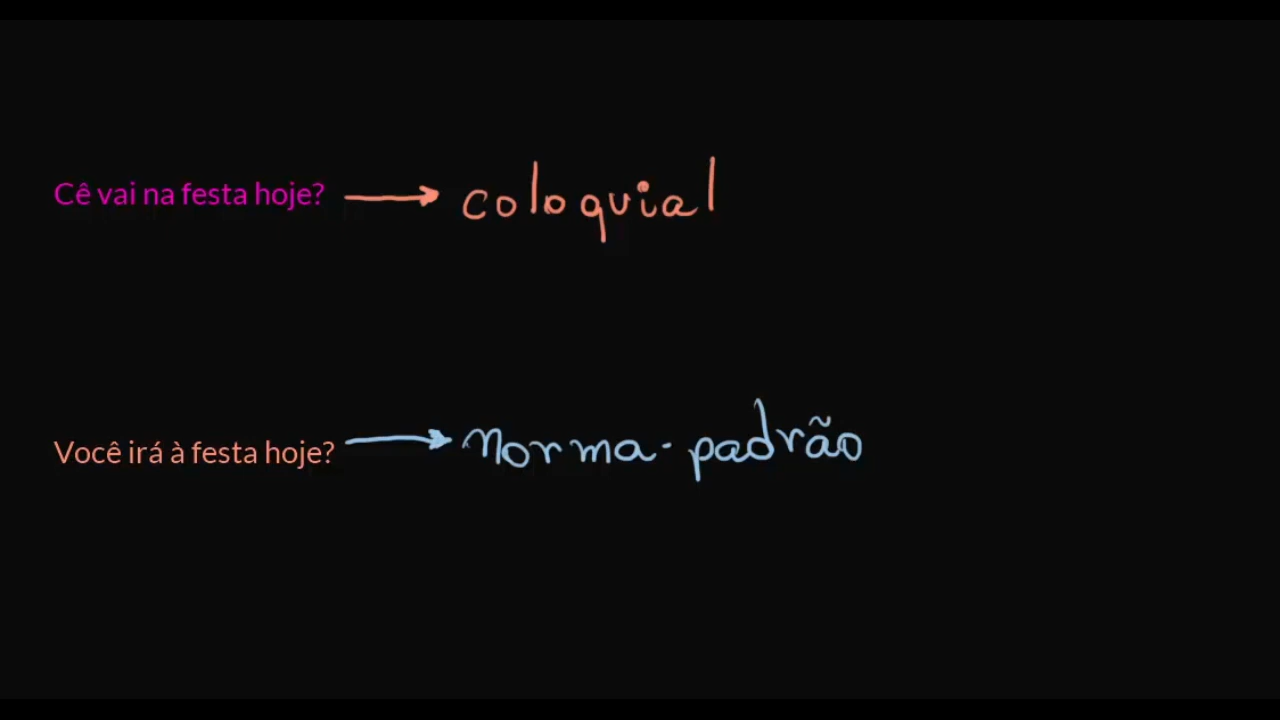 Cê vai na festa hoje? → coloquial
Você irá à festa hoje? → norma-padrão